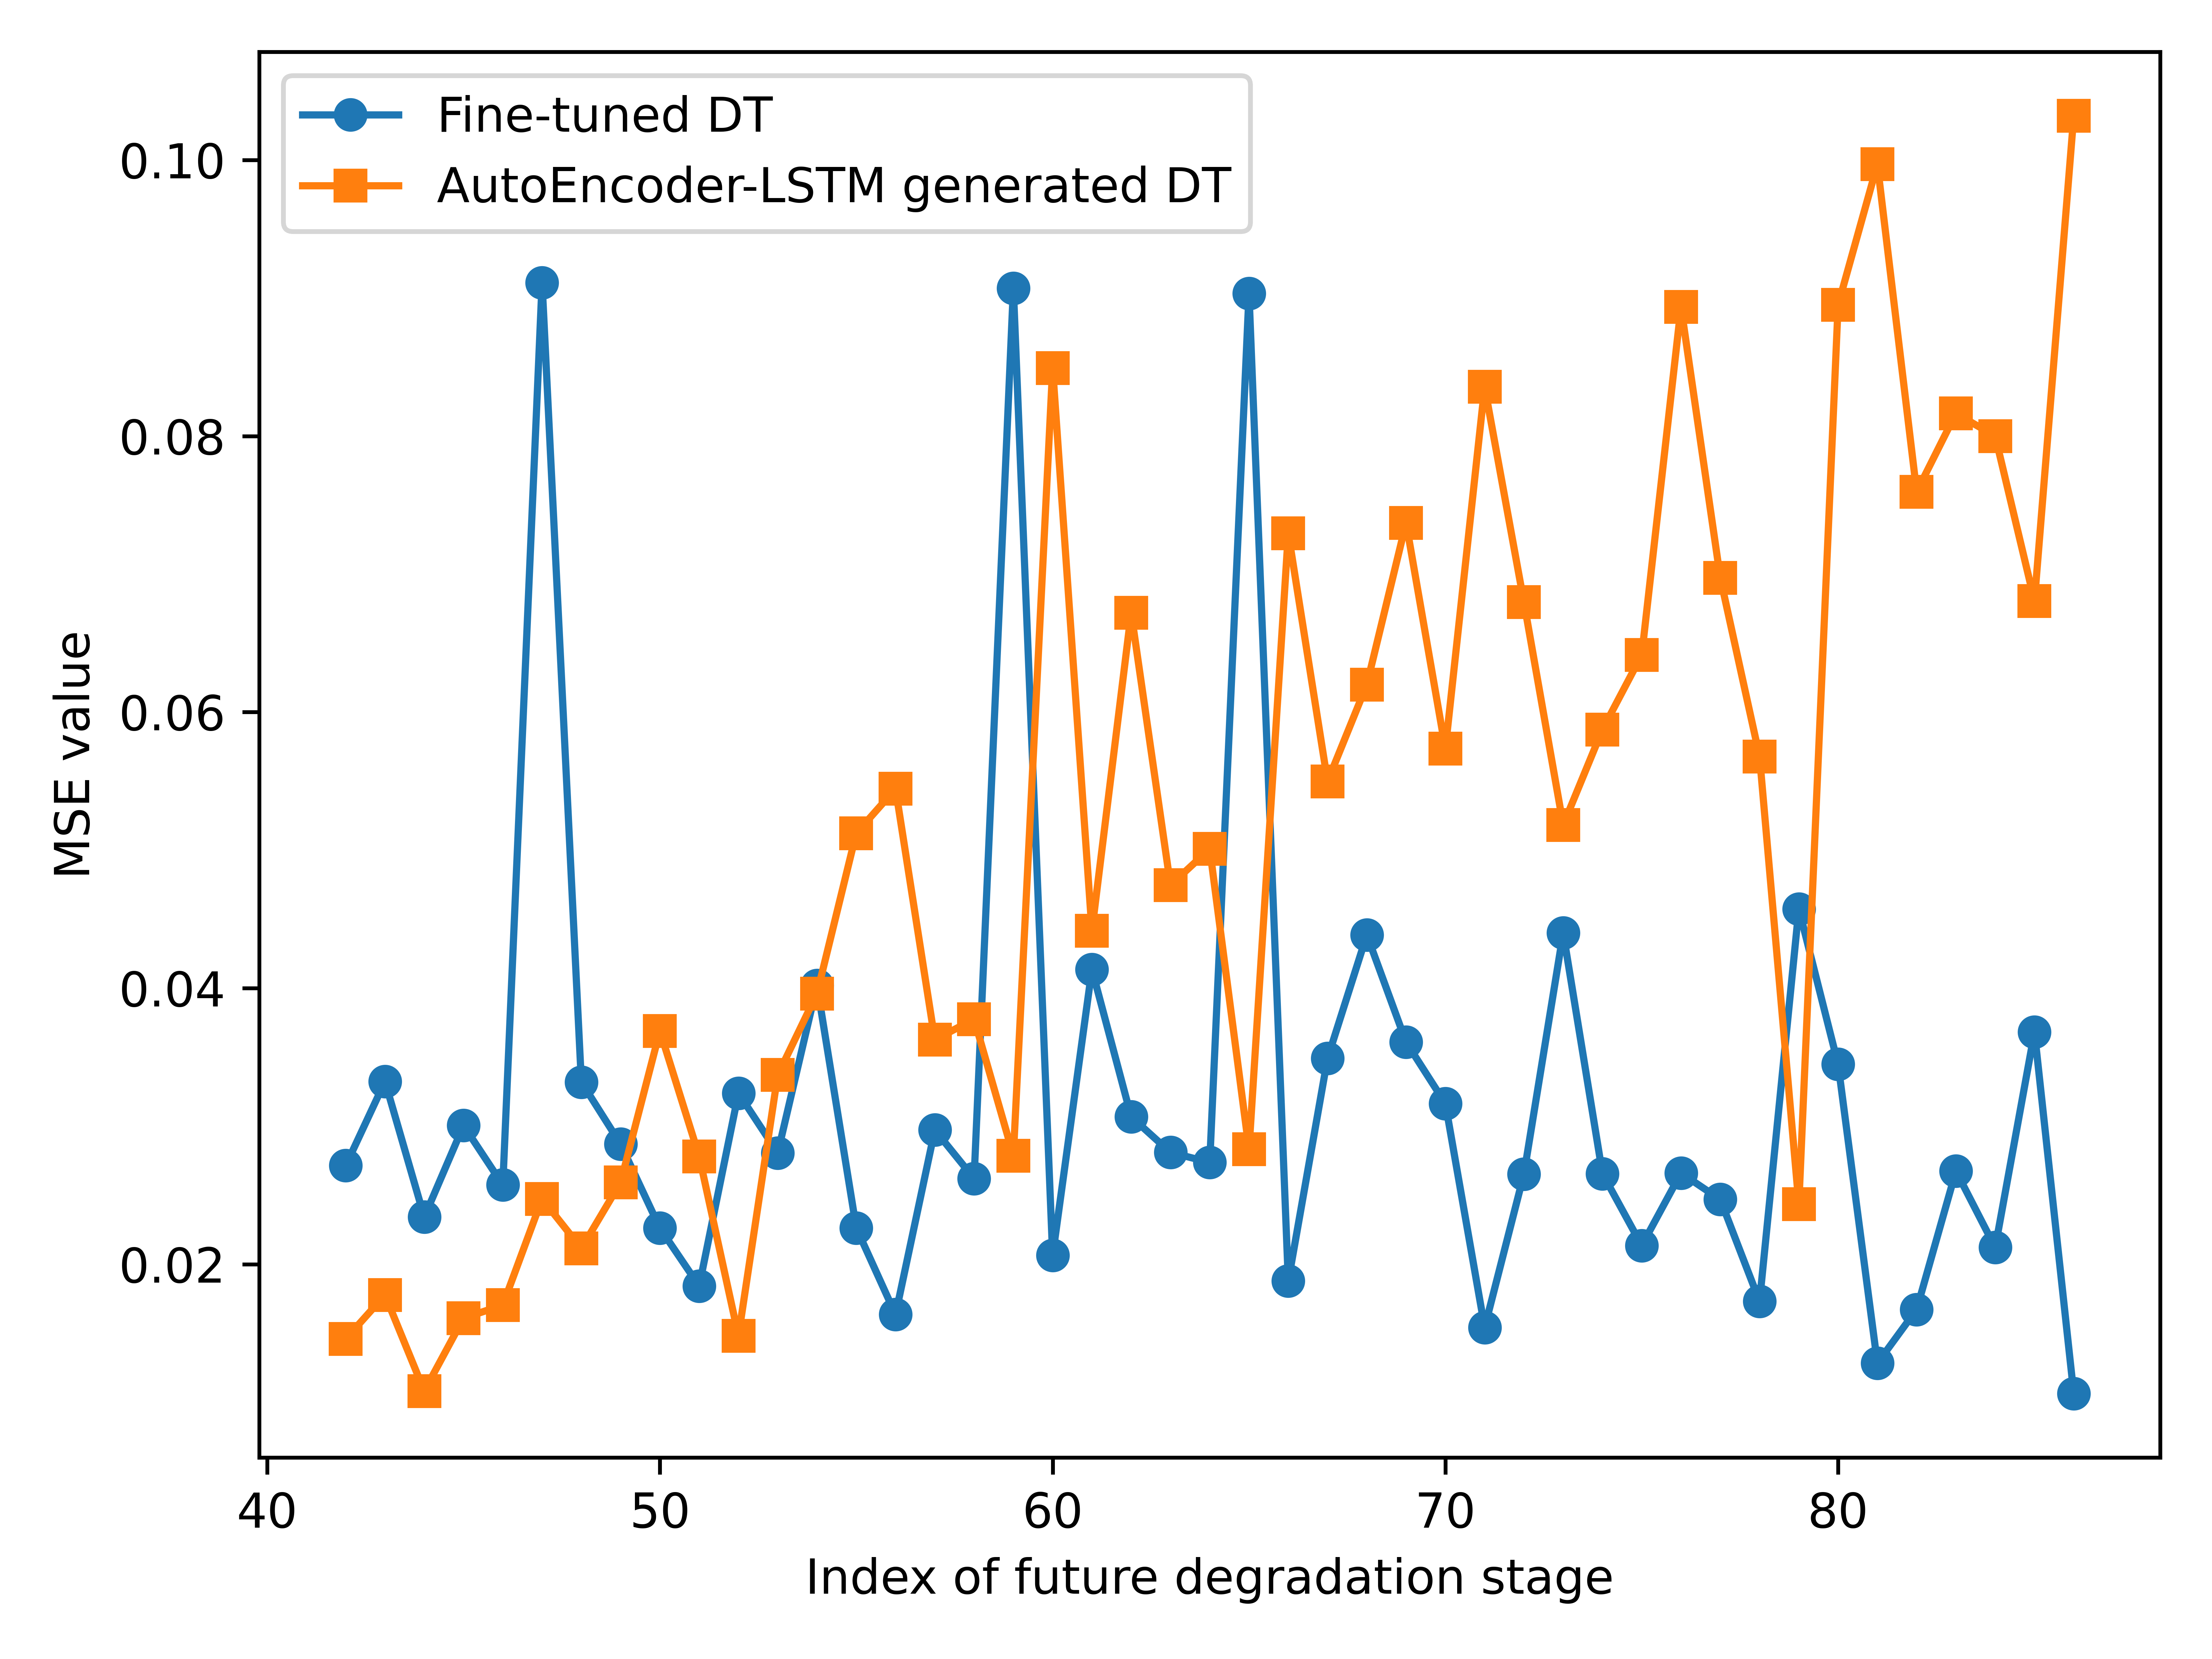 Fine-tuned DT
AutoEncoder-LSTM generated DT
0.10
0.08
0.06
0.04
0.02
MSE value
40 50 60 70 80
Index of future degradation stage